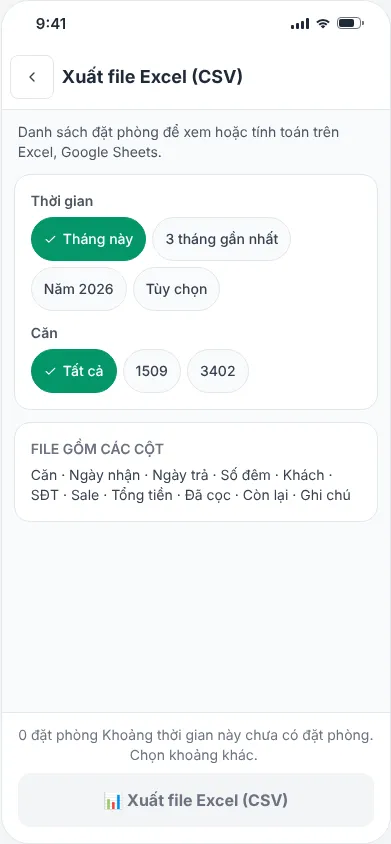 9:41
Xuất file Excel (CSV)
Danh sách đặt phòng để xem hoặc tính toán trên
Excel, Google Sheets.
Thời gian
✓ Tháng này
3 tháng gần nhất
Năm 2026
Tùy chọn
Căn
✓ Tất cả
1509
3402
FILE GỒM CÁC CỘT
Căn · Ngày nhận · Ngày trả · Số đêm · Khách ·
SĐT · Sale · Tổng tiền · Đã cọc · Còn lại · Ghi chú
0 đặt phòng Khoảng thời gian này chưa có đặt phòng.
Chọn khoảng khác.
📊 Xuất file Excel (CSV)